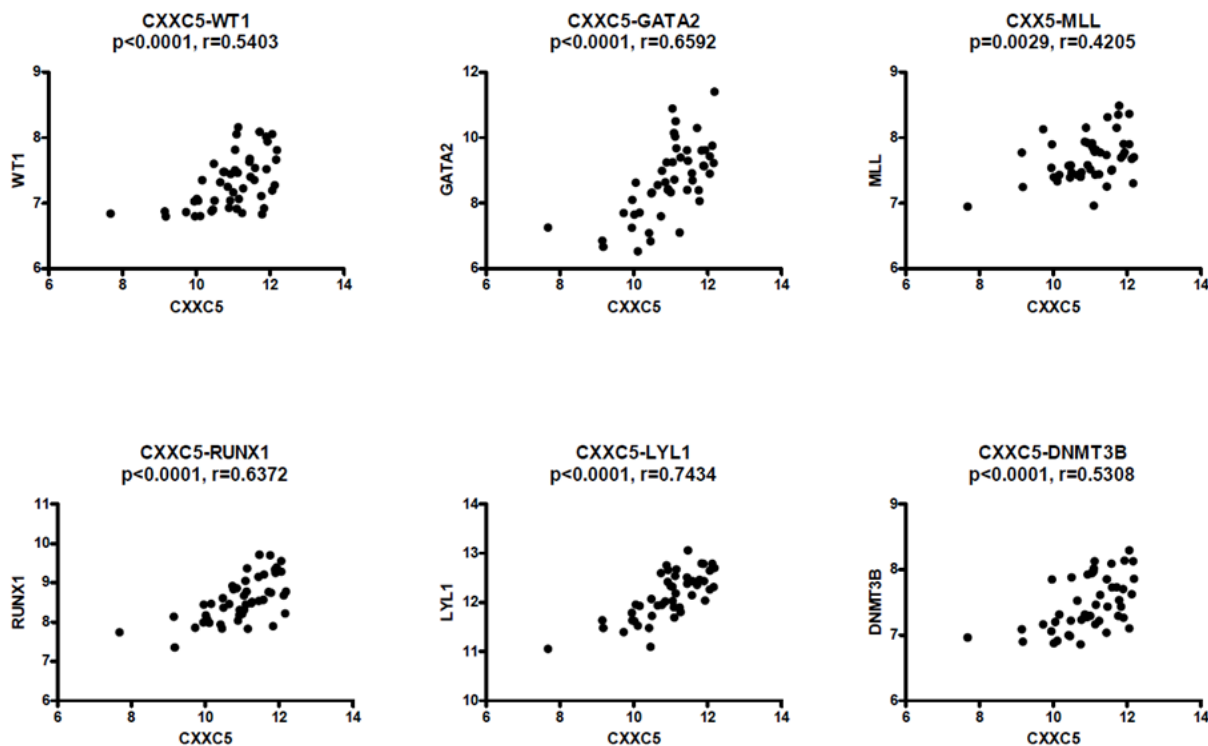 CXXC5-WT1
p<0.0001, r=0.5403
9
8
7
6
WT1
6
8
10
12
14
CXXC5
CXXC5-GATA2
p<0.0001, r=0.6592
12
10
8
6
GATA2
6
8
10
12
14
CXXC5
CXX5-MLL
p=0.0029, r=0.4205
9
8
7
6
MLL
6
8
10
12
14
CXXC5
CXXC5-RUNX1
p<0.0001, r=0.6372
11
10
9
8
7
6
RUNX1
6
8
10
12
14
CXXC5
CXXC5-LYL1
p<0.0001, r=0.7434
14
13
12
11
10
LYL1
6
8
10
12
14
CXXC5
CXXC5-DNMT3B
p<0.0001, r=0.5308
9
8
7
6
DNMT3B
6
8
10
12
14
CXXC5